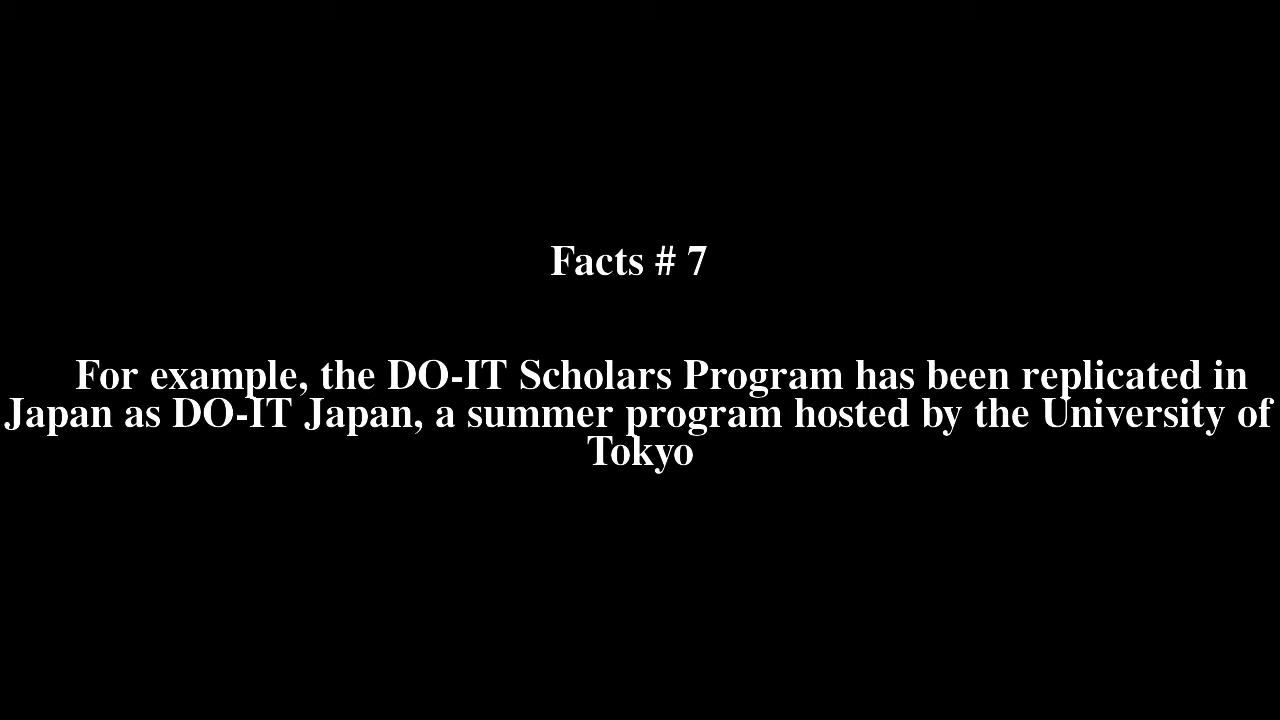 Facts # 7
For example, the DO-IT Scholars Program has been replicated in
Japan as DO-IT Japan, a summer program hosted by the University of
Tokyo